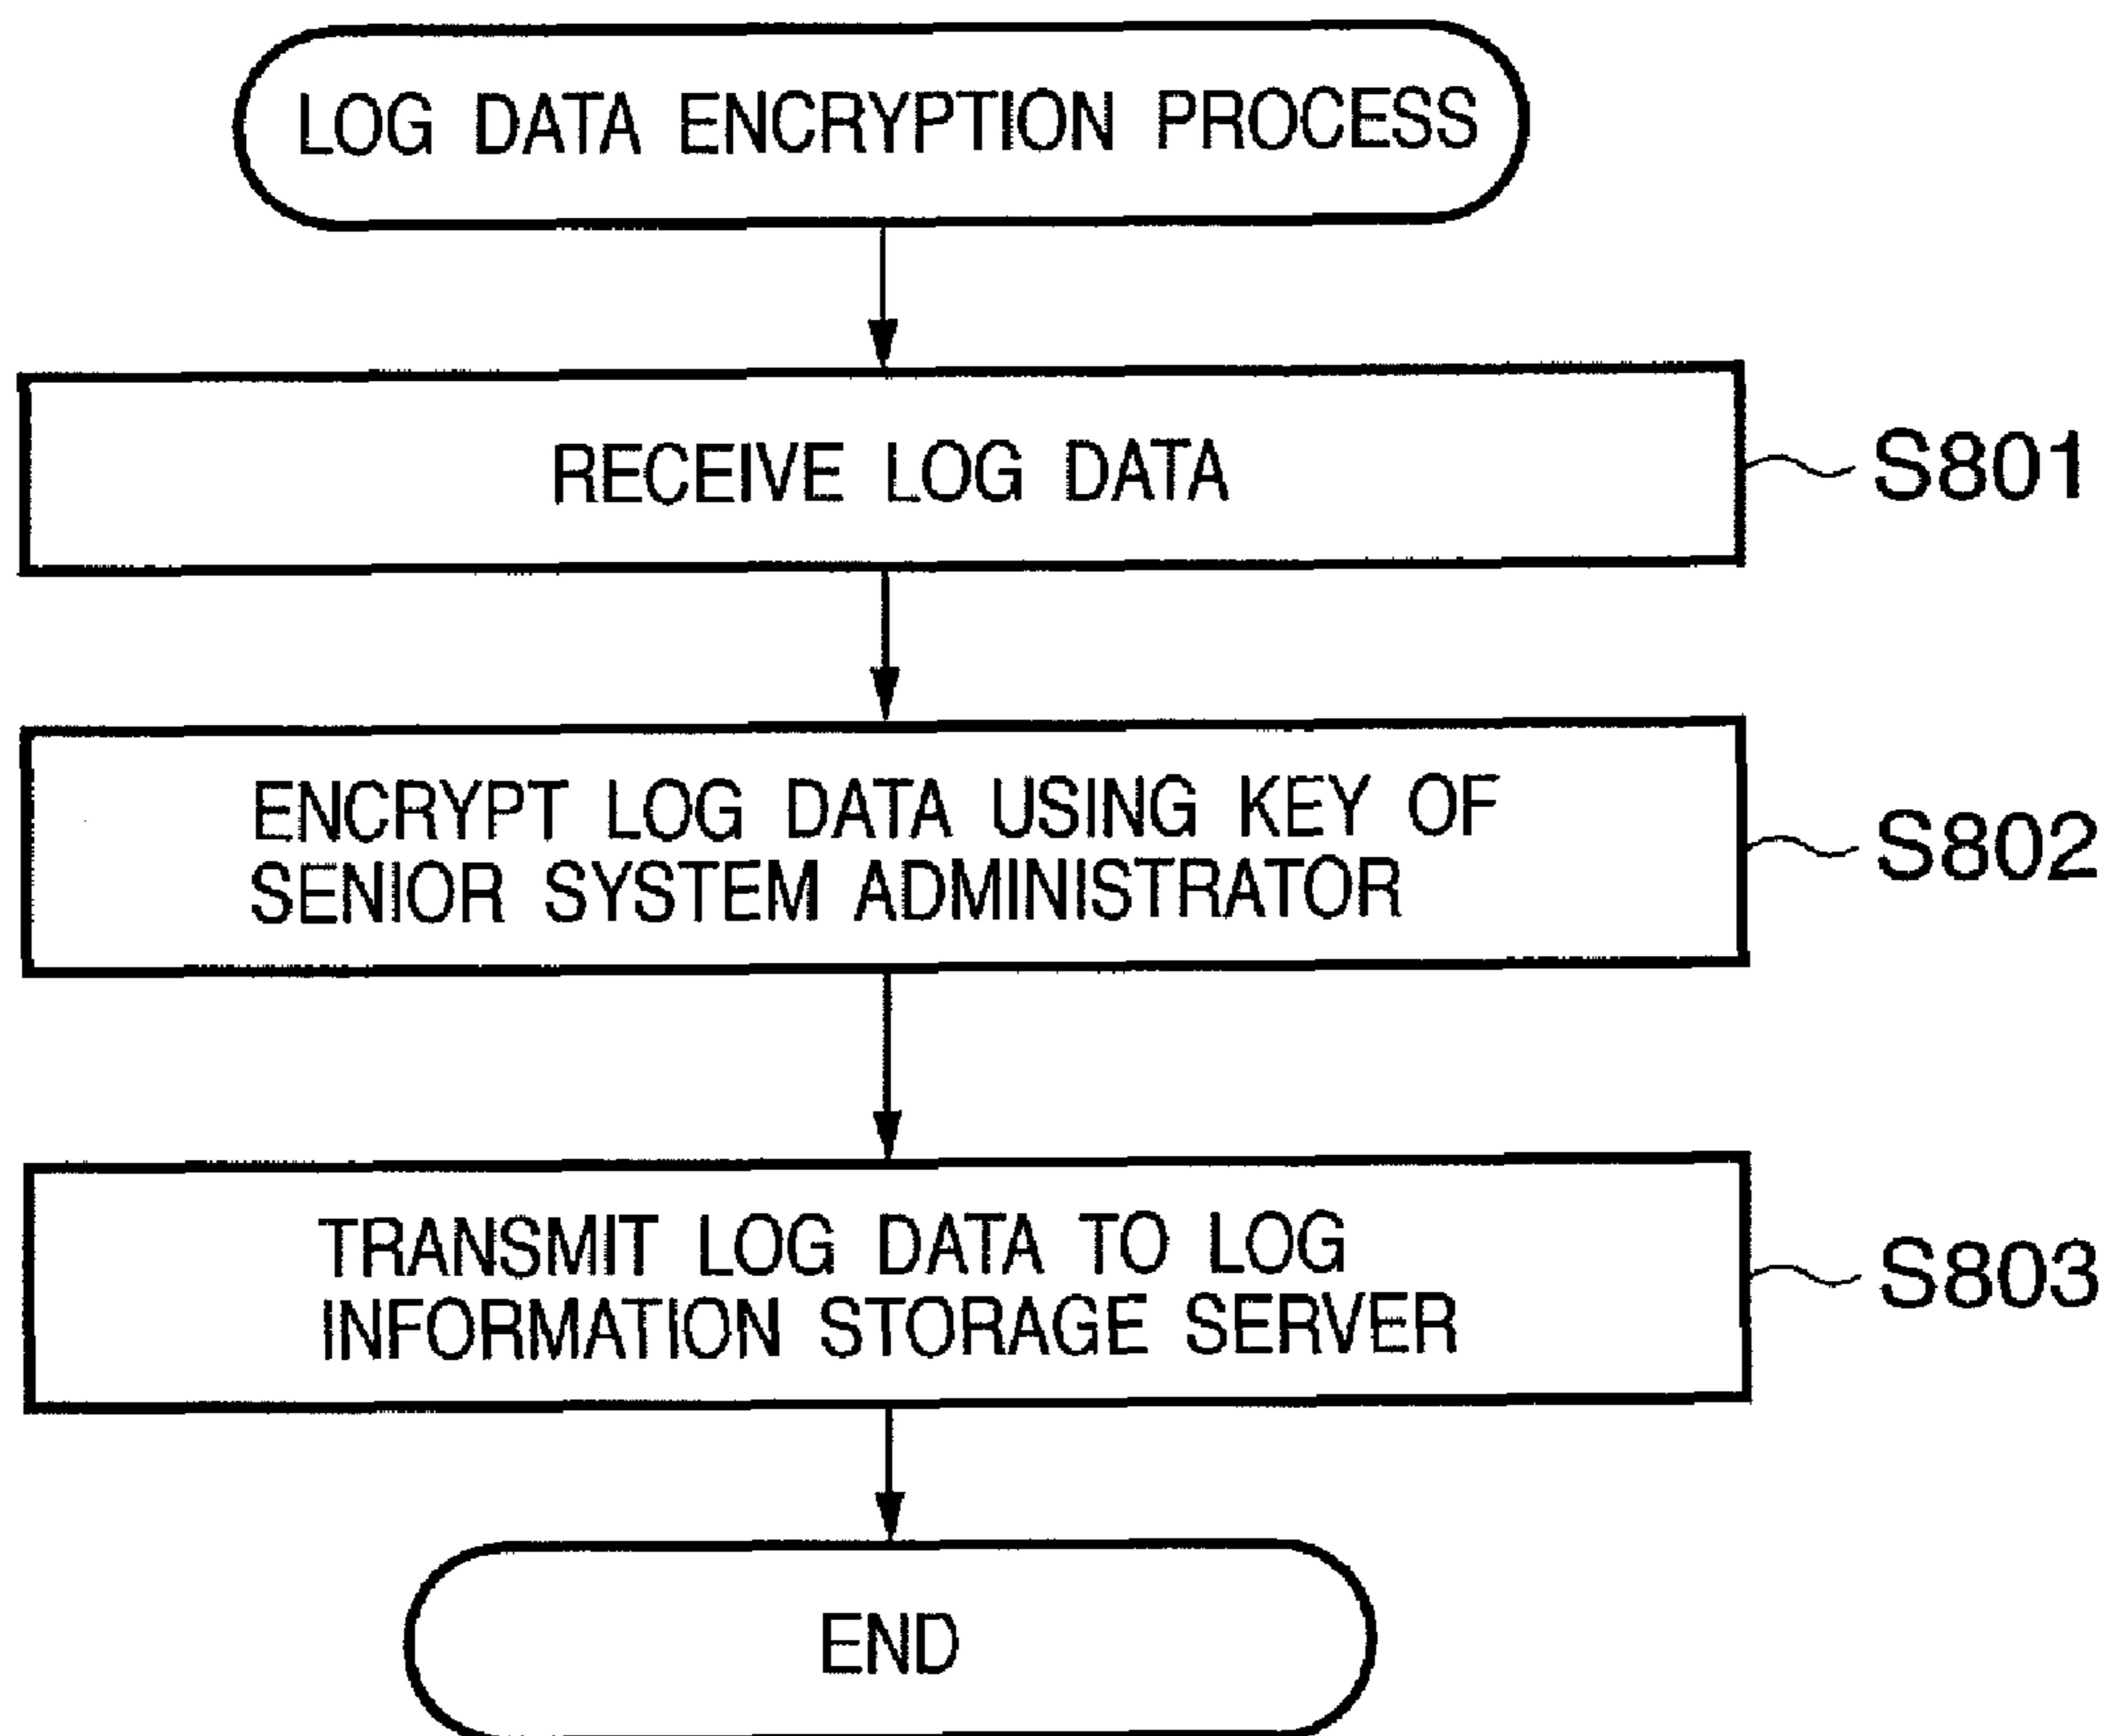 LOG DATA ENCRYPTION PROCESS
RECEIVE LOG DATA
S801
ENCRYPT LOG DATA USING KEY OF
SENIOR SYSTEM ADMINISTRATOR
S802
TRANSMIT LOG DATA TO LOG
INFORMATION STORAGE SERVER
S803
END